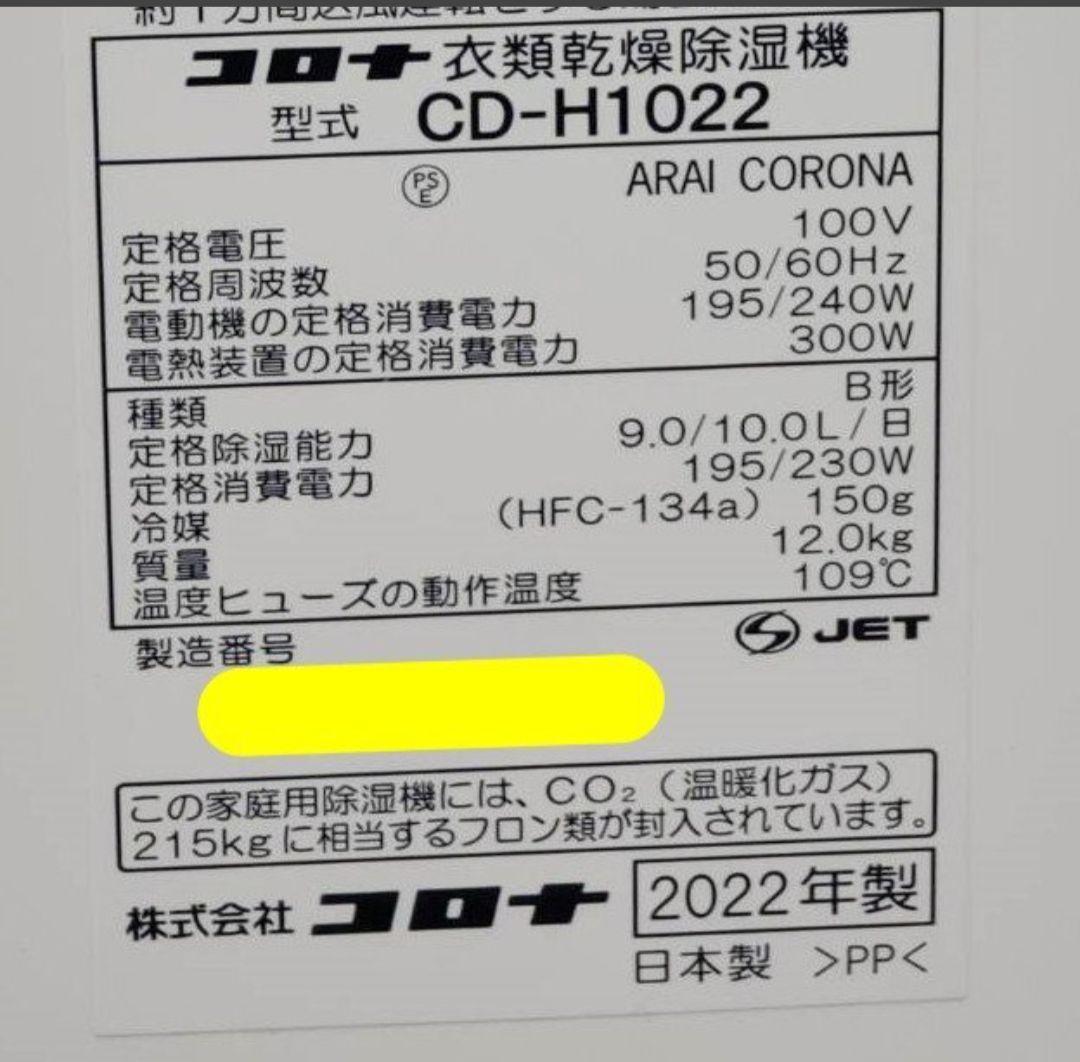 コロナ 衣類乾燥除湿機
型式 CD-H1022
PS E ARAI CORONA
定格電圧 100V
定格周波数 50/60Hz
電動機の定格消費電力 195/240W
電熱装置の定格消費電力 300W
種類 B形
定格除湿能力 9.0/10.0L/日
定格消費電力 195/230W
冷媒 (HFC-134a) 150g
質量 12.0kg
温度ヒューズの動作温度 109℃
製造番号 JET
この家庭用除湿機には、CO₂(温暖化ガス)
215kgに相当するフロン類が封入されています。
株式会社 コロナ 2022年製
日本製 >PP<